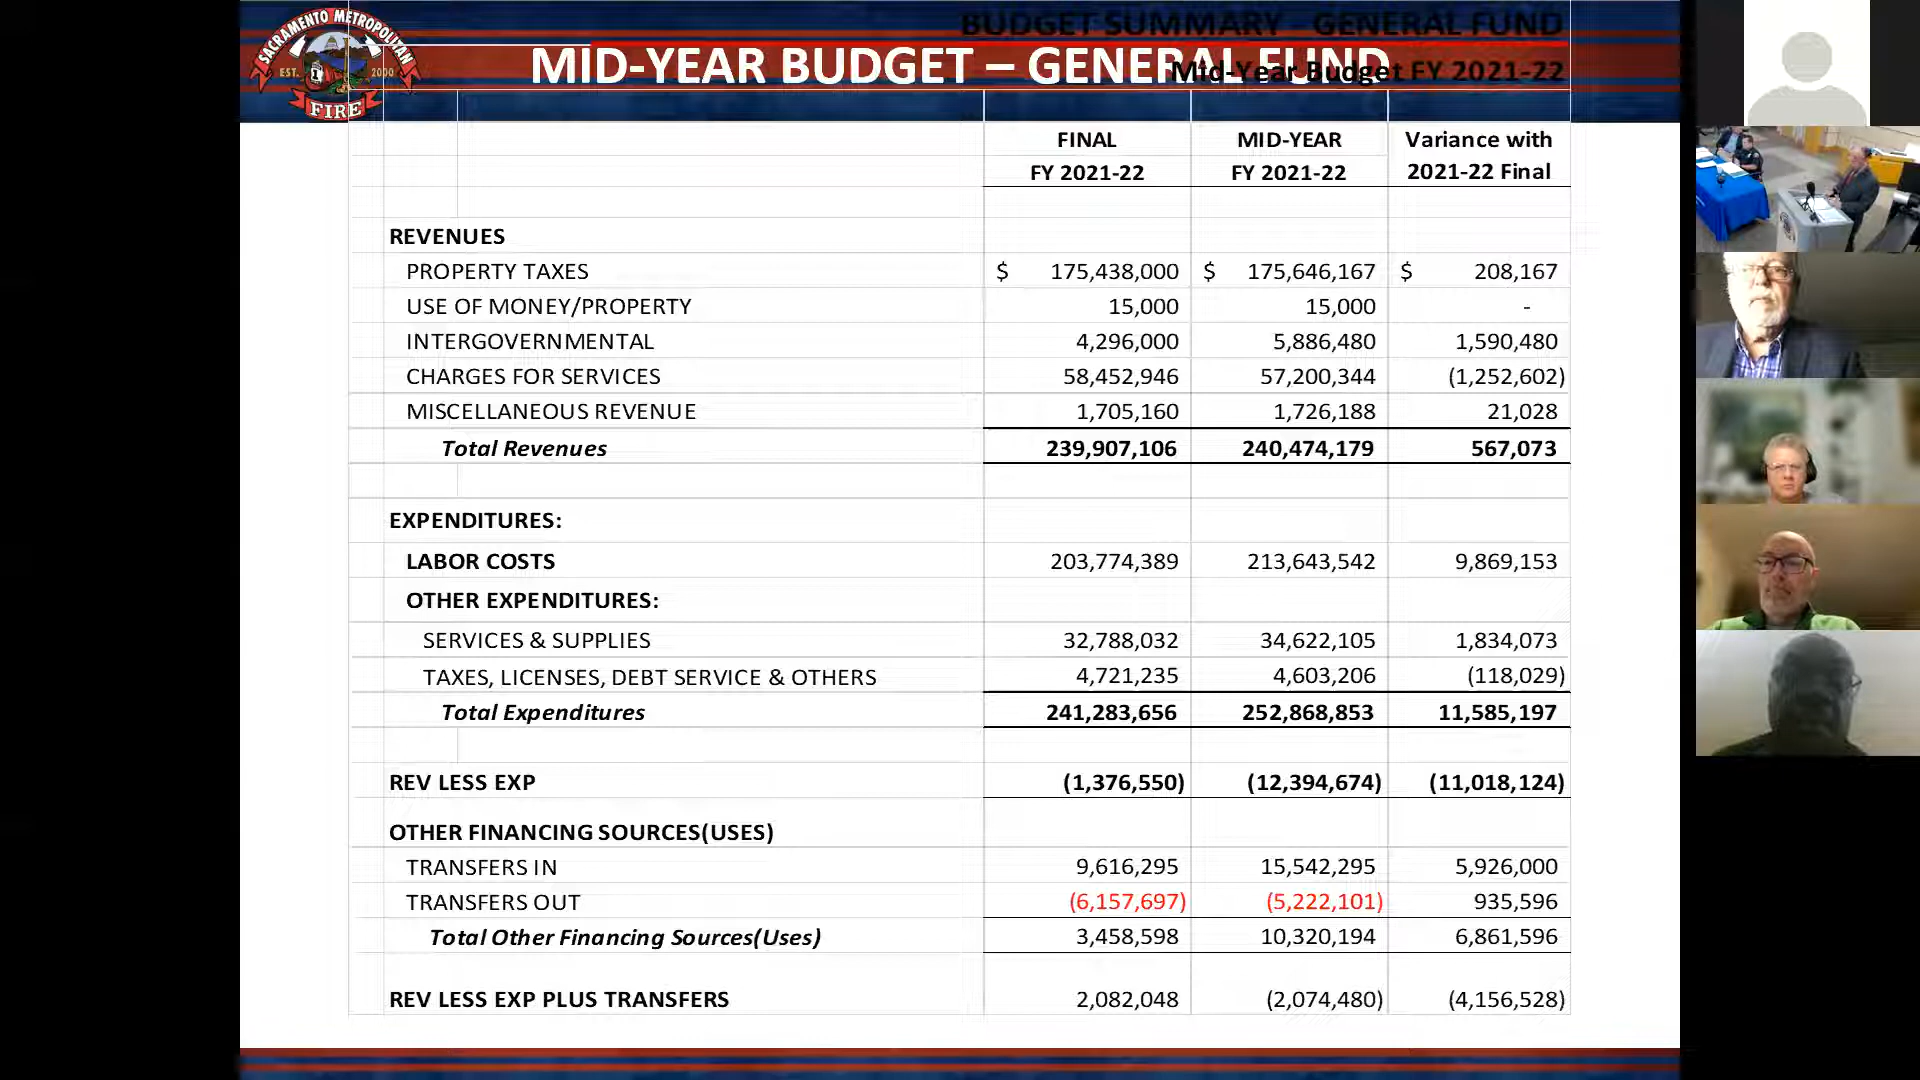 SACRAMENTO METROPOLITAN
EST. 2000
FIRE
BUDGET SUMMARY - GENERAL FUND
MID-YEAR BUDGET – GENERAL FUND
Mid-Year Budget FY 2021-22
FINAL MID-YEAR Variance with
FY 2021-22 FY 2021-22 2021-22 Final
REVENUES
PROPERTY TAXES $ 175,438,000 $ 175,646,167 $ 208,167
USE OF MONEY/PROPERTY 15,000 15,000 -
INTERGOVERNMENTAL 4,296,000 5,886,480 1,590,480
CHARGES FOR SERVICES 58,452,946 57,200,344 (1,252,602)
MISCELLANEOUS REVENUE 1,705,160 1,726,188 21,028
Total Revenues 239,907,106 240,474,179 567,073
EXPENDITURES:
LABOR COSTS 203,774,389 213,643,542 9,869,153
OTHER EXPENDITURES:
SERVICES & SUPPLIES 32,788,032 34,622,105 1,834,073
TAXES, LICENSES, DEBT SERVICE & OTHERS 4,721,235 4,603,206 (118,029)
Total Expenditures 241,283,656 252,868,853 11,585,197
REV LESS EXP (1,376,550) (12,394,674) (11,018,124)
OTHER FINANCING SOURCES(USES)
TRANSFERS IN 9,616,295 15,542,295 5,926,000
TRANSFERS OUT (6,157,697) (5,222,101) 935,596
Total Other Financing Sources(Uses) 3,458,598 10,320,194 6,861,596
REV LESS EXP PLUS TRANSFERS 2,082,048 (2,074,480) (4,156,528)